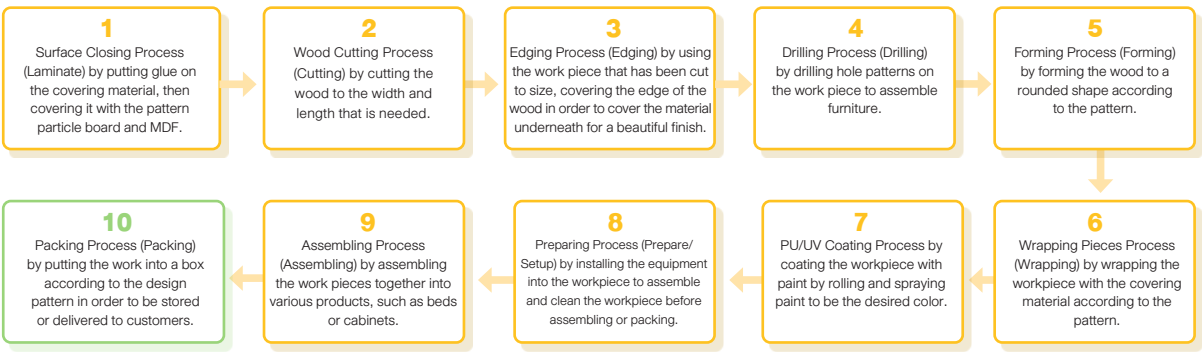 1
Surface Closing Process
(Laminate) by putting glue on
the covering material, then
covering it with the pattern
particle board and MDF.
2
Wood Cutting Process
(Cutting) by cutting the
wood to the width and
length that is needed.
3
Edging Process (Edging) by using
the work piece that has been cut
to size, covering the edge of the
wood in order to cover the material
underneath for a beautiful finish.
4
Drilling Process (Drilling)
by drilling hole patterns on
the work piece to assemble
furniture.
5
Forming Process (Forming)
by forming the wood to a
rounded shape according
to the pattern.
6
Wrapping Pieces Process
(Wrapping) by wrapping the
workpiece with the covering
material according to the
pattern.
7
PU/UV Coating Process by
coating the workpiece with
paint by rolling and spraying
paint to be the desired color.
8
Preparing Process (Prepare/
Setup) by installing the equipment
into the workpiece to assemble
and clean the workpiece before
assembling or packing.
9
Assembling Process
(Assembling) by assembling
the work pieces together into
various products, such as beds
or cabinets.
10
Packing Process (Packing)
by putting the work into a box
according to the design
pattern in order to be stored
or delivered to customers.